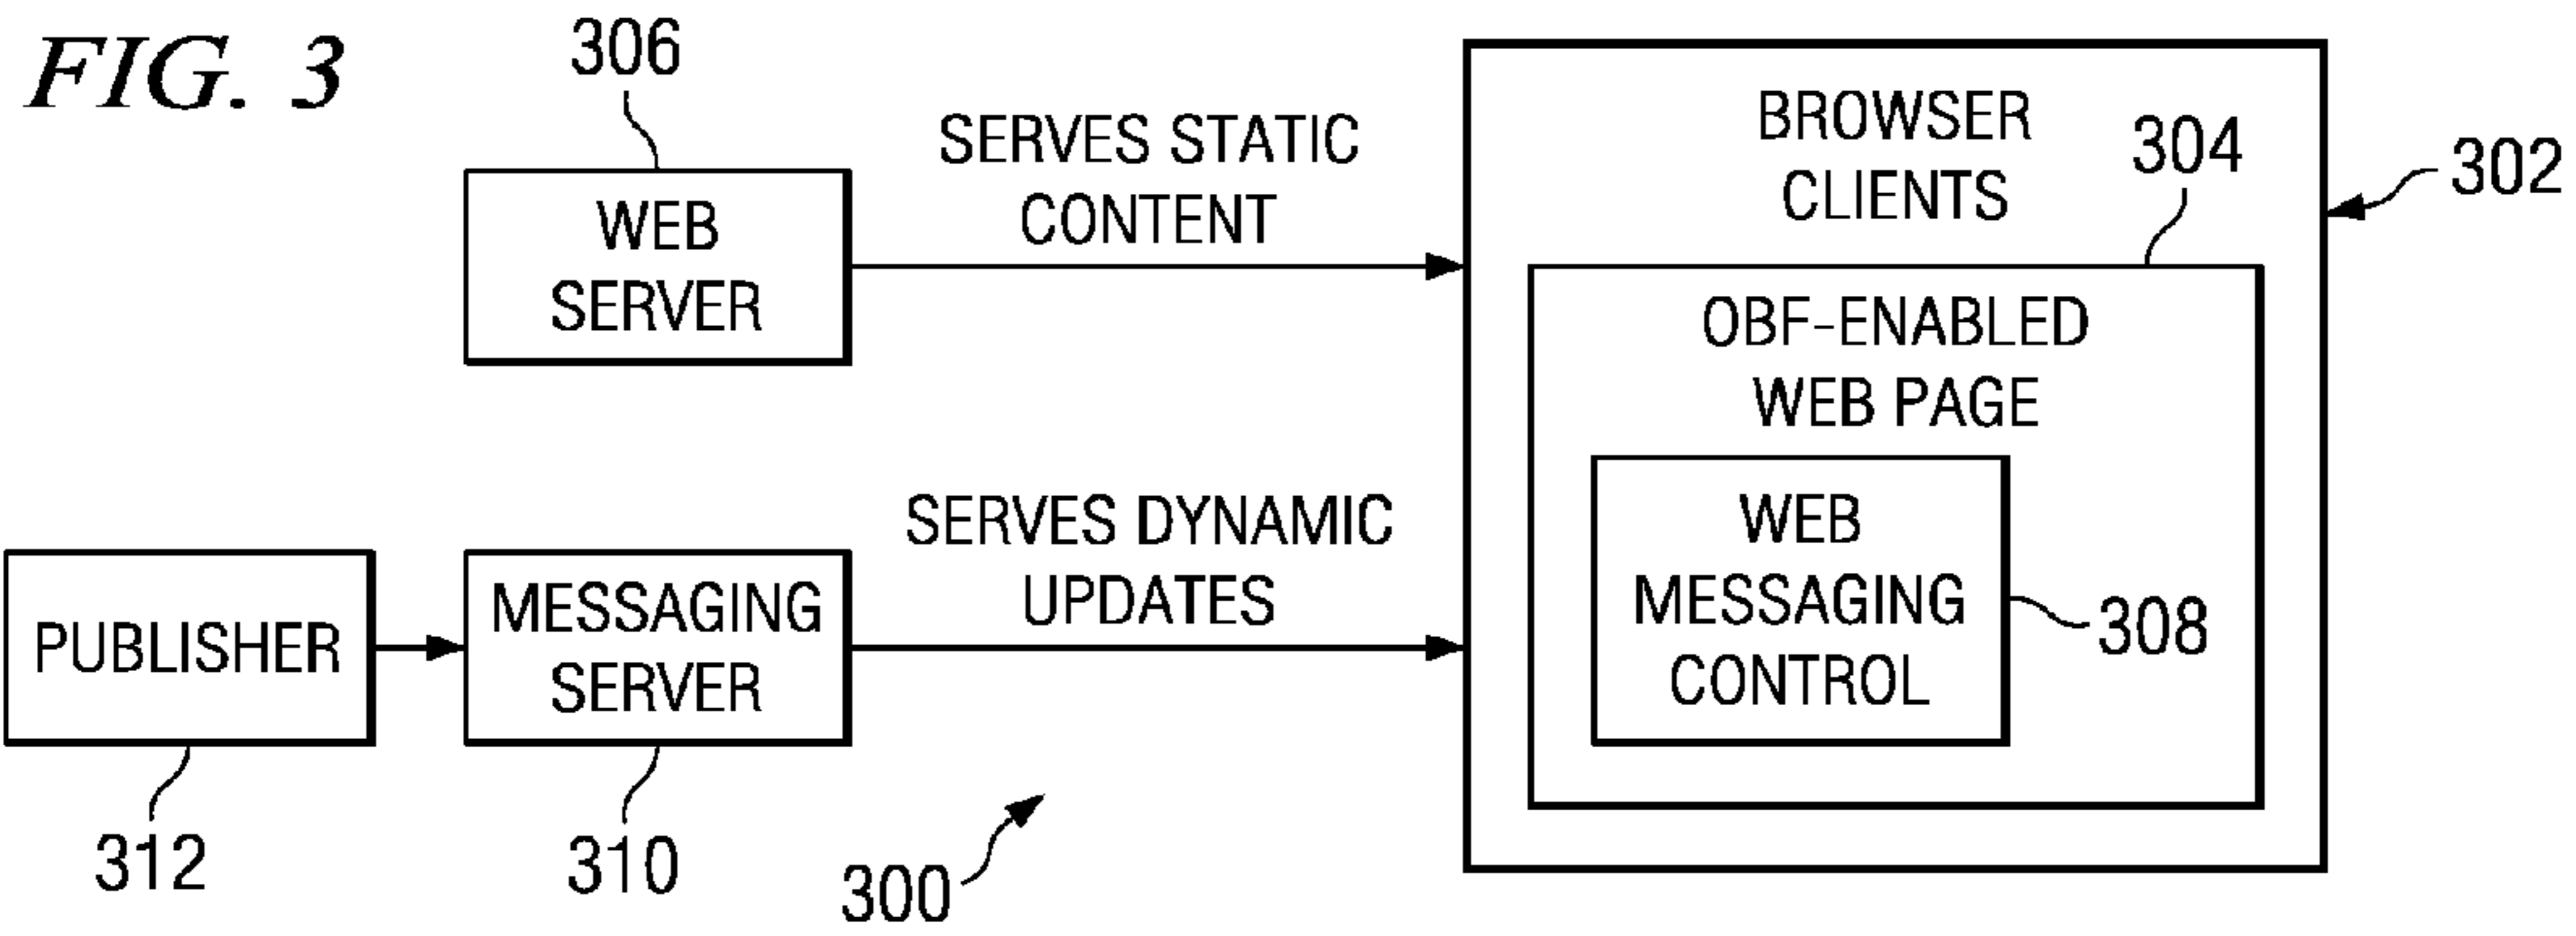 FIG. 3
306
WEB
SERVER
SERVES STATIC
CONTENT
BROWSER
CLIENTS
304
302
OBF-ENABLED
WEB PAGE
WEB
MESSAGING
CONTROL
308
PUBLISHER
312
MESSAGING
SERVER
310
SERVES DYNAMIC
UPDATES
300